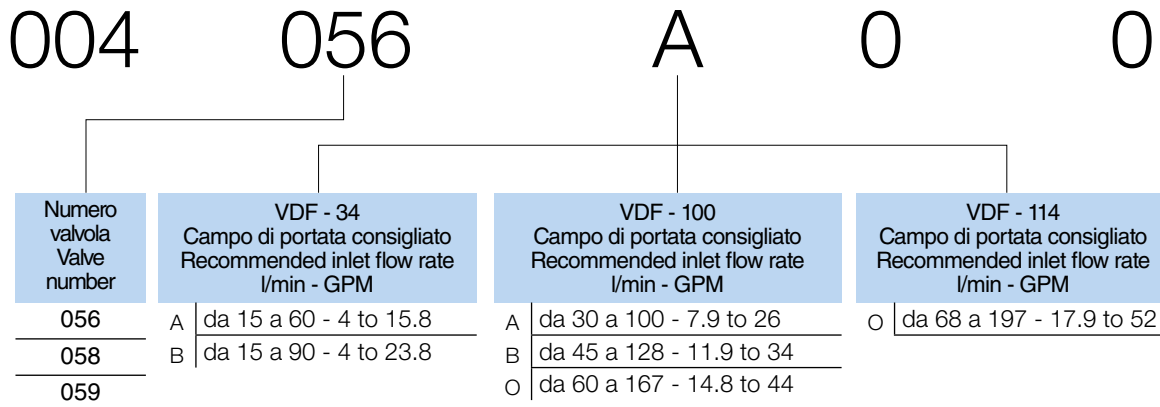 004 056 A 0 0
Numero
valvola
Valve
number
056
058
059
VDF - 34
Campo di portata consigliato
Recommended inlet flow rate
l/min - GPM
A da 15 a 60 - 4 to 15.8
B da 15 a 90 - 4 to 23.8
VDF - 100
Campo di portata consigliato
Recommended inlet flow rate
l/min - GPM
A da 30 a 100 - 7.9 to 26
B da 45 a 128 - 11.9 to 34
O da 60 a 167 - 14.8 to 44
VDF - 114
Campo di portata consigliato
Recommended inlet flow rate
l/min - GPM
O da 68 a 197 - 17.9 to 52